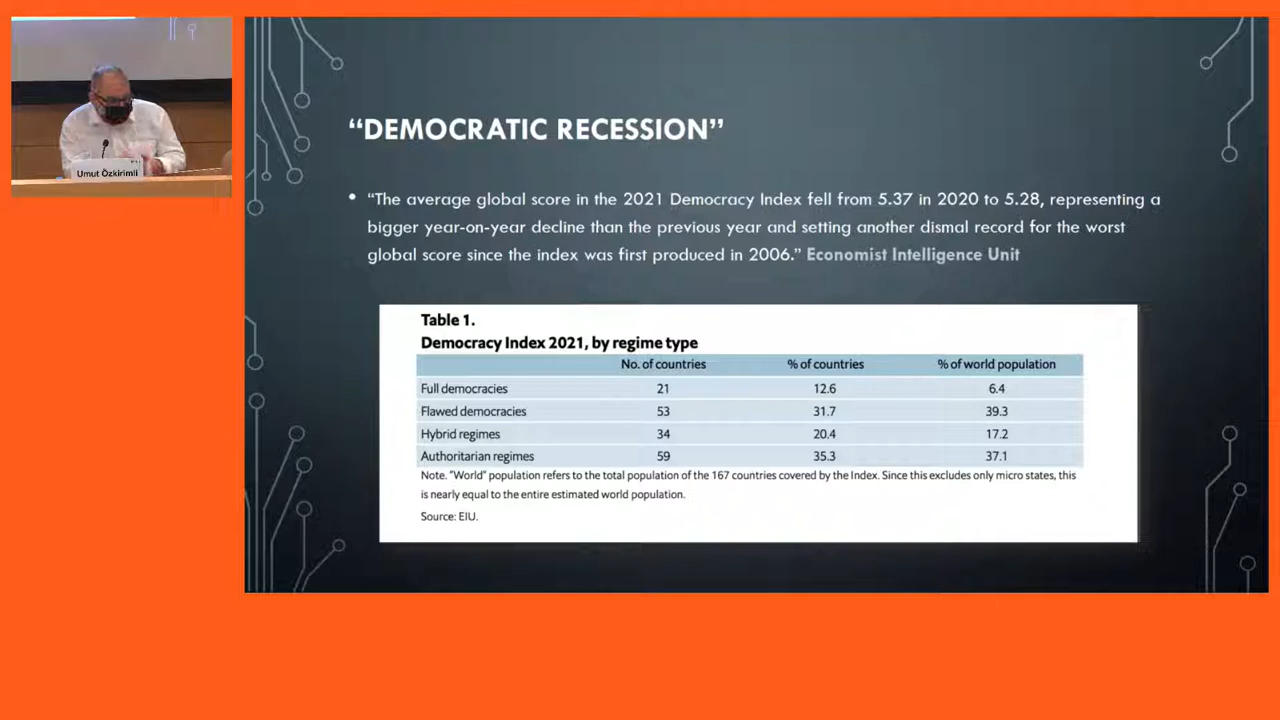 Umut Özkirimli
“DEMOCRATIC RECESSION”
• “The average global score in the 2021 Democracy Index fell from 5.37 in 2020 to 5.28, representing a
bigger year-on-year decline than the previous year and setting another dismal record for the worst
global score since the index was first produced in 2006.” Economist Intelligence Unit
Table 1.
Democracy Index 2021, by regime type
No. of countries % of countries % of world population
Full democracies 21 12.6 6.4
Flawed democracies 53 31.7 39.3
Hybrid regimes 34 20.4 17.2
Authoritarian regimes 59 35.3 37.1
Note. “World” population refers to the total population of the 167 countries covered by the Index. Since this excludes only micro states, this
is nearly equal to the entire estimated world population.
Source: EIU.